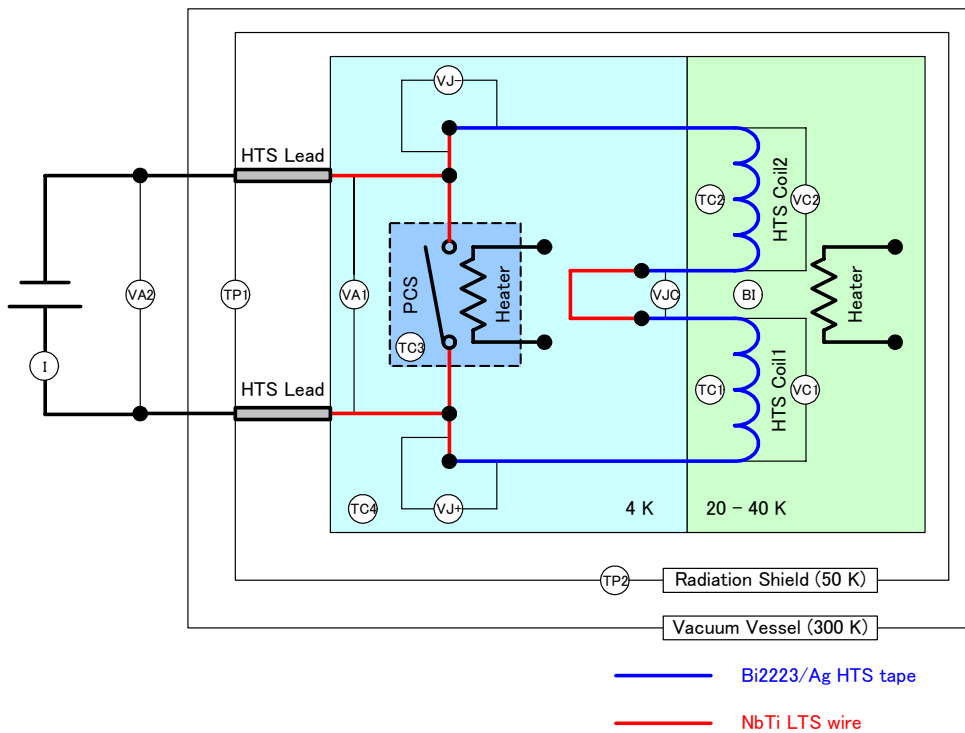 VJ-
HTS Lead
TC2
HTS Coil2
VC2
PCS
Heater
VA2
TP1
VA1
VJC
BI
Heater
TC3
I
HTS Lead
TC1
HTS Coil1
VC1
TC4
VJ+
4 K
20 - 40 K
TP2
Radiation Shield (50 K)
Vacuum Vessel (300 K)
Bi2223/Ag HTS tape
NbTi LTS wire